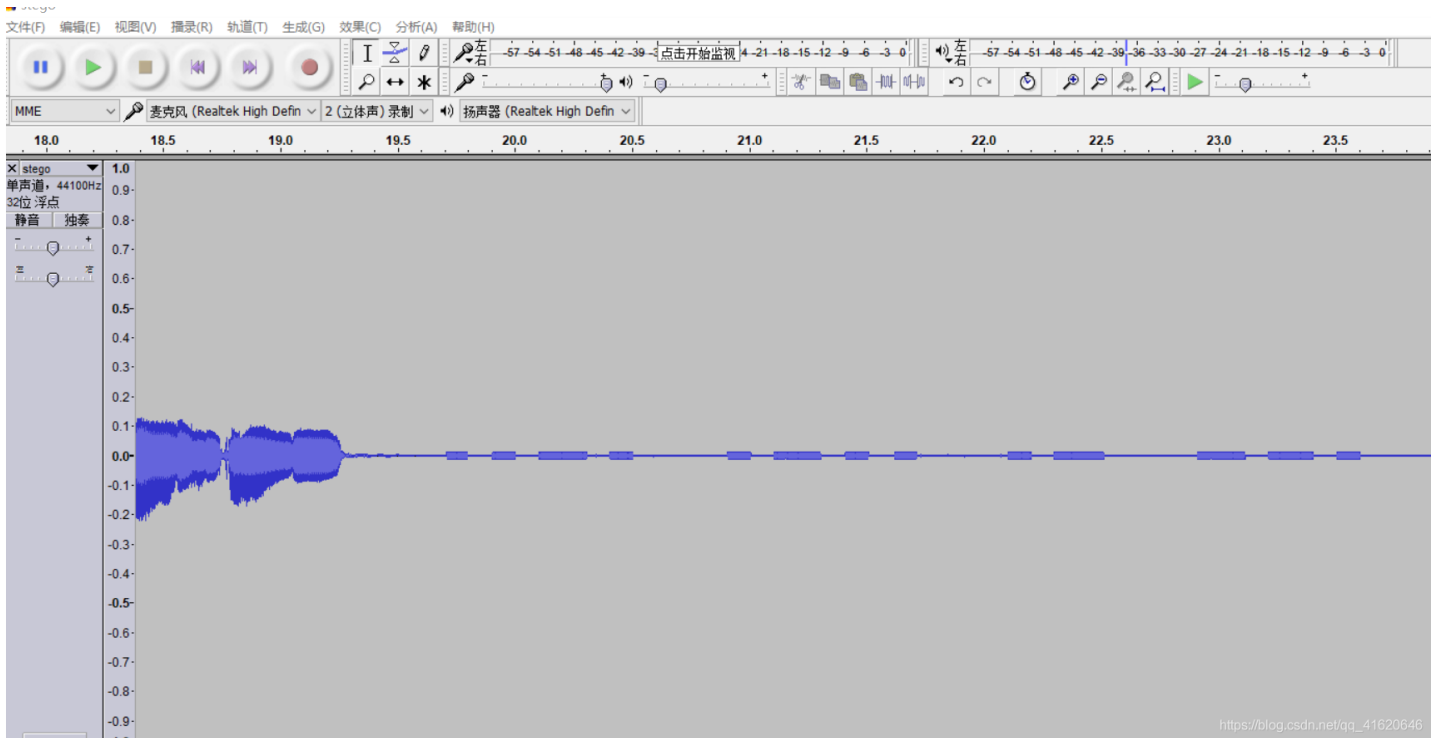 stego
文件(F) 编辑(E) 视图(V) 播录(R) 轨道(T) 生成(G) 效果(C) 分析(A) 帮助(H)
左 右 -57 -54 -51 -48 -45 -42 -39 -3 点击开始监视 4 -21 -18 -15 -12 -9 -6 -3 0
左 右 -57 -54 -51 -48 -45 -42 -39 -36 -33 -30 -27 -24 -21 -18 -15 -12 -9 -6 -3 0
MME 麦克风 (Realtek High Defin 2 (立体声) 录制 扬声器 (Realtek High Defin
18.0 18.5 19.0 19.5 20.0 20.5 21.0 21.5 22.0 22.5 23.0 23.5
stego
单声道，44100Hz
32位 浮点
静音 独奏
- +
左 右
1.0
0.9
0.8
0.7
0.6
0.5
0.4
0.3
0.2
0.1
0.0
-0.1
-0.2
-0.3
-0.4
-0.5
-0.6
-0.7
-0.8
-0.9
https://blog.csdn.net/qq_41620646